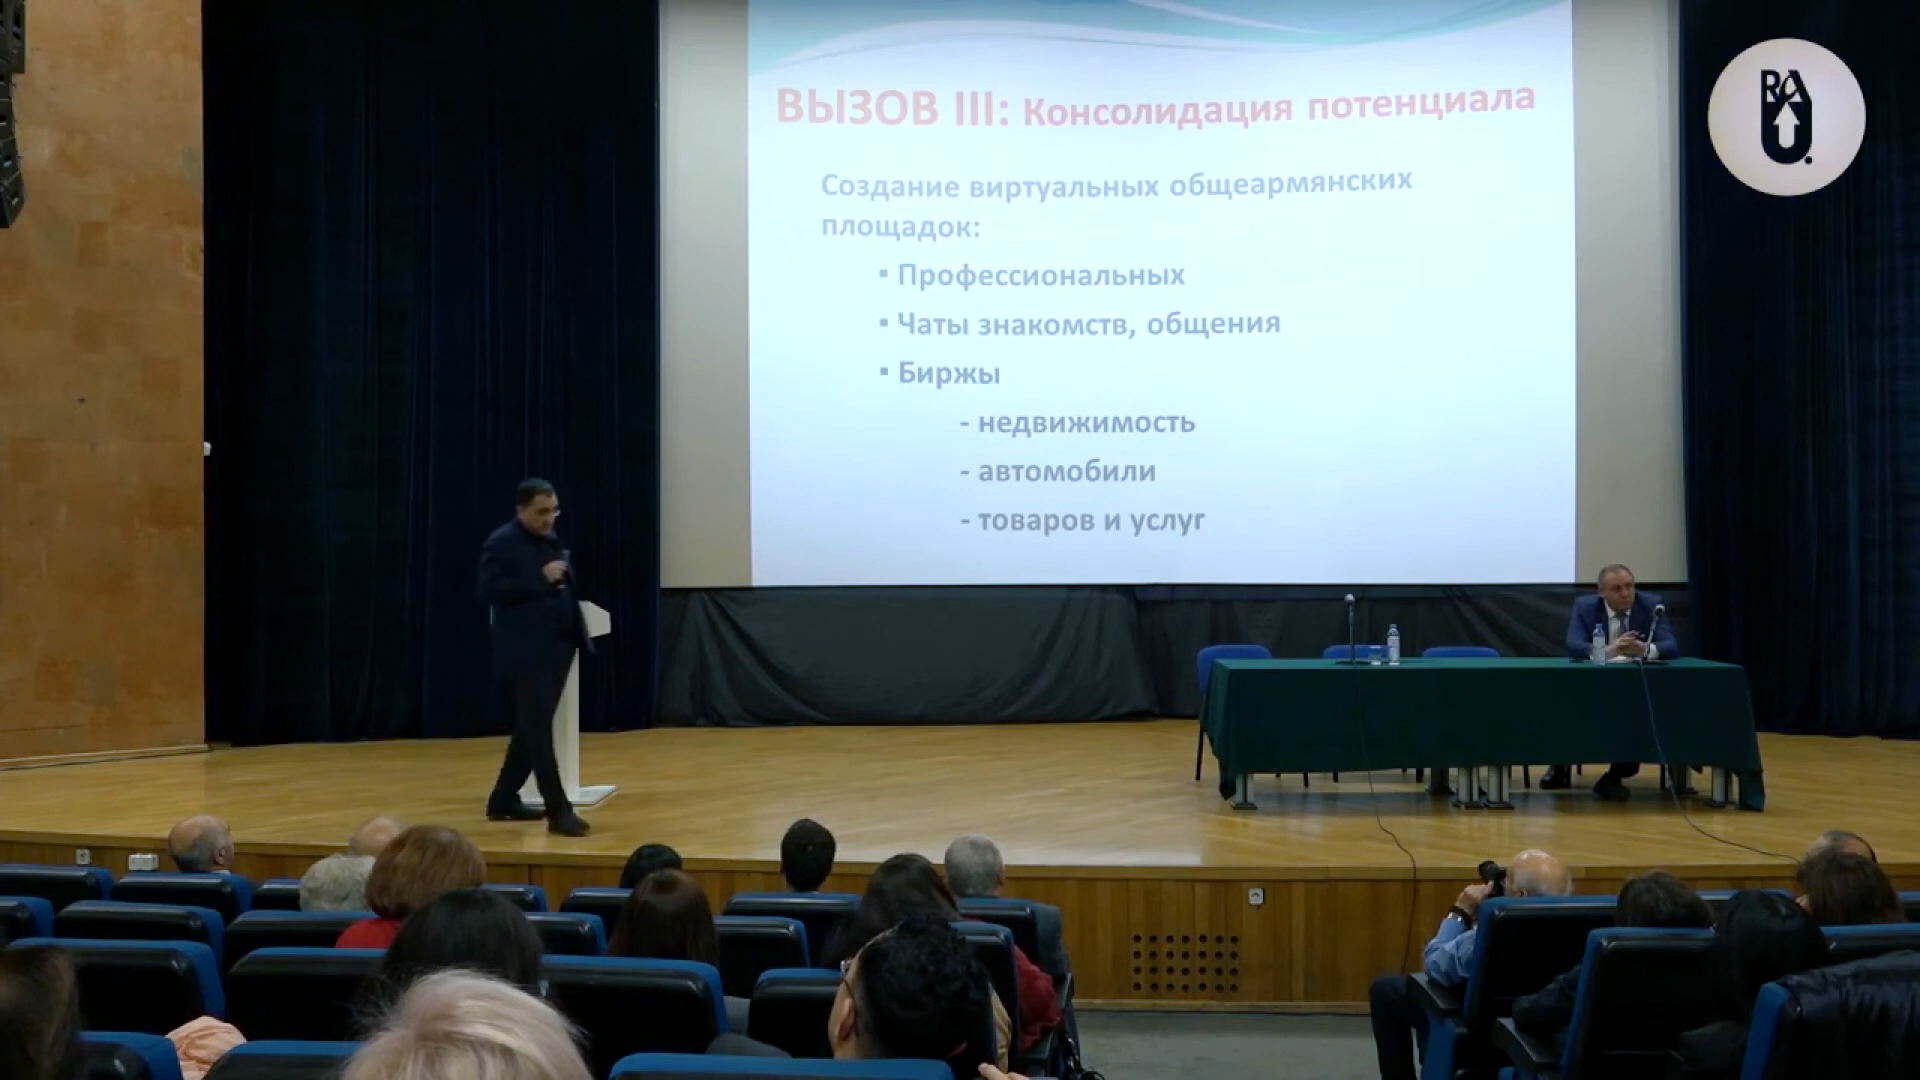 ВЫЗОВ III: Консолидация потенциала
Создание виртуальных общеармянских
площадок:
▪ Профессиональных
▪ Чаты знакомств, общения
▪ Биржы
- недвижимость
- автомобили
- товаров и услуг
RAU